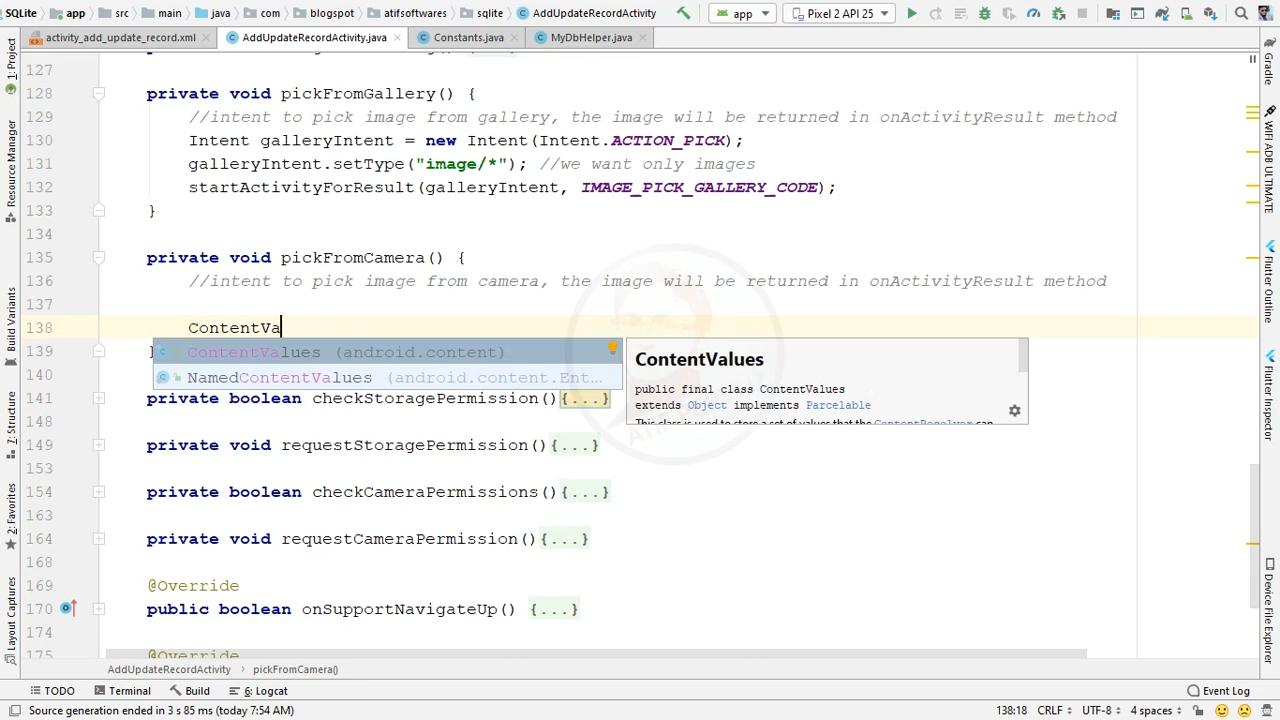 SQLite app src main java com blogspot atifsoftwares sqlite AddUpdateRecordActivity app Pixel 2 API 25
activity_add_update_record.xml AddUpdateRecordActivity.java Constants.java MyDbHelper.java
127
128 private void pickFromGallery() {
129 //intent to pick image from gallery, the image will be returned in onActivityResult method
130 Intent galleryIntent = new Intent(Intent.ACTION_PICK);
131 galleryIntent.setType("image/*"); //we want only images
132 startActivityForResult(galleryIntent, IMAGE_PICK_GALLERY_CODE);
133 }
134
135 private void pickFromCamera() {
136 //intent to pick image from camera, the image will be returned in onActivityResult method
137
138 ContentVa
139 ContentValues (android.content)
ContentValues
140 NamedContentValues (android.content.Ent...
public final class ContentValues
141 private boolean checkStoragePermission(){...}
extends Object implements Parcelable
148
149 private void requestStoragePermission(){...}
153
154 private boolean checkCameraPermissions(){...}
163
164 private void requestCameraPermission(){...}
168
169 @Override
170 public boolean onSupportNavigateUp() {...}
174
175 @Override
AddUpdateRecordActivity pickFromCamera()
TODO Terminal Build 6: Logcat Event Log
Source generation ended in 3 s 85 ms (today 7:54 AM) 138:18 CRLF UTF-8 4 spaces
1: Project
Resource Manager
Build Variants
7: Structure
2: Favorites
Layout Captures
Gradle
WIFI ADB ULTIMATE
Flutter Outline
Flutter Inspector
Device File Explorer